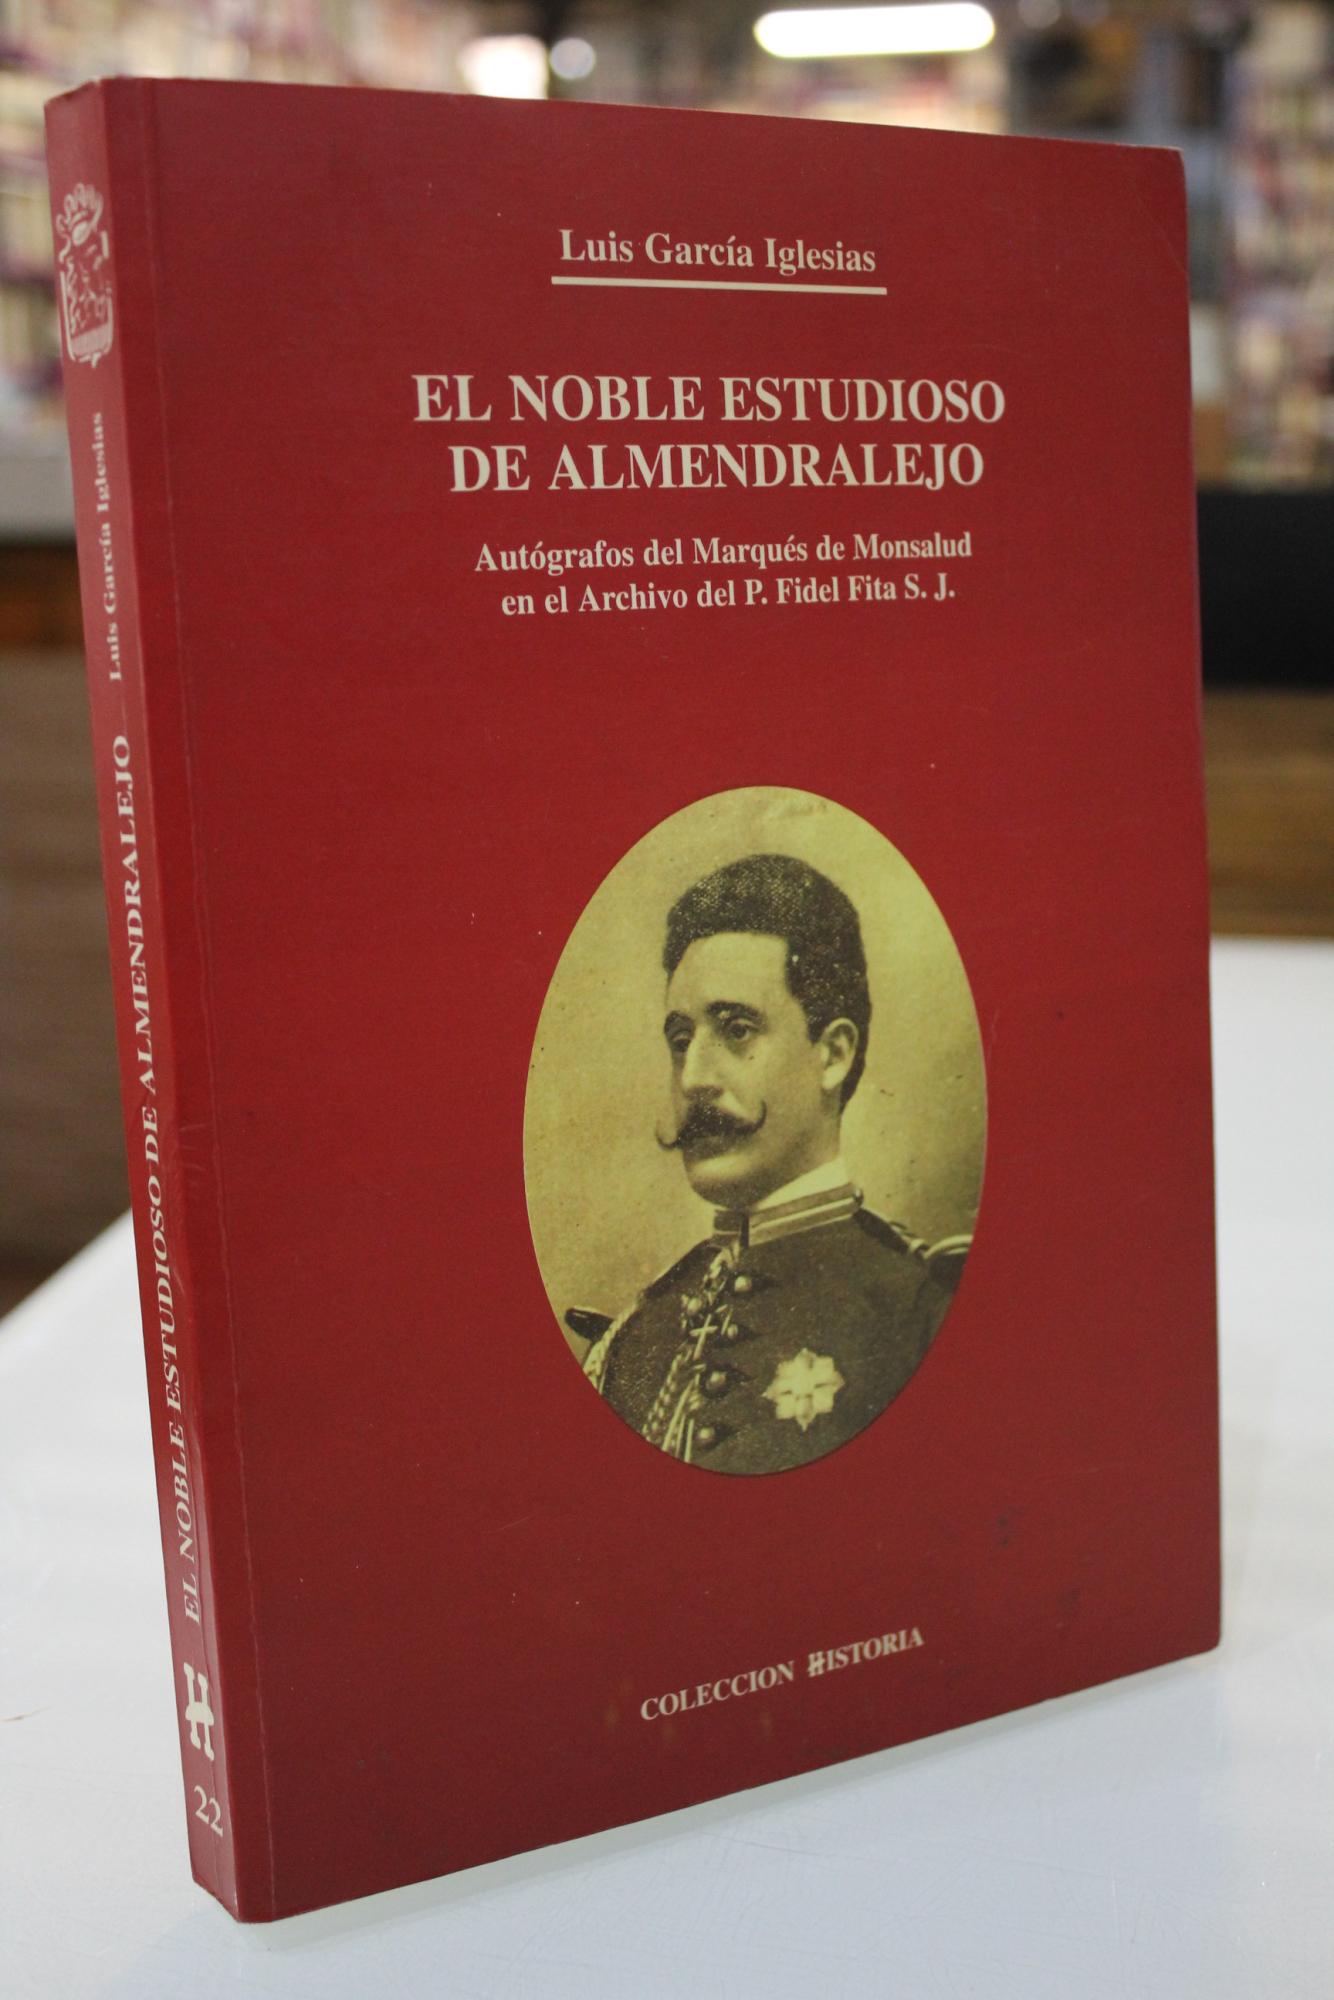 Luis García Iglesias
EL NOBLE ESTUDIOSO
DE ALMENDRALEJO
Autógrafos del Marqués de Monsalud
en el Archivo del P. Fidel Fita S. J.
COLECCION HISTORIA
Luis García Iglesias
EL NOBLE ESTUDIOSO DE ALMENDRALEJO
H
22